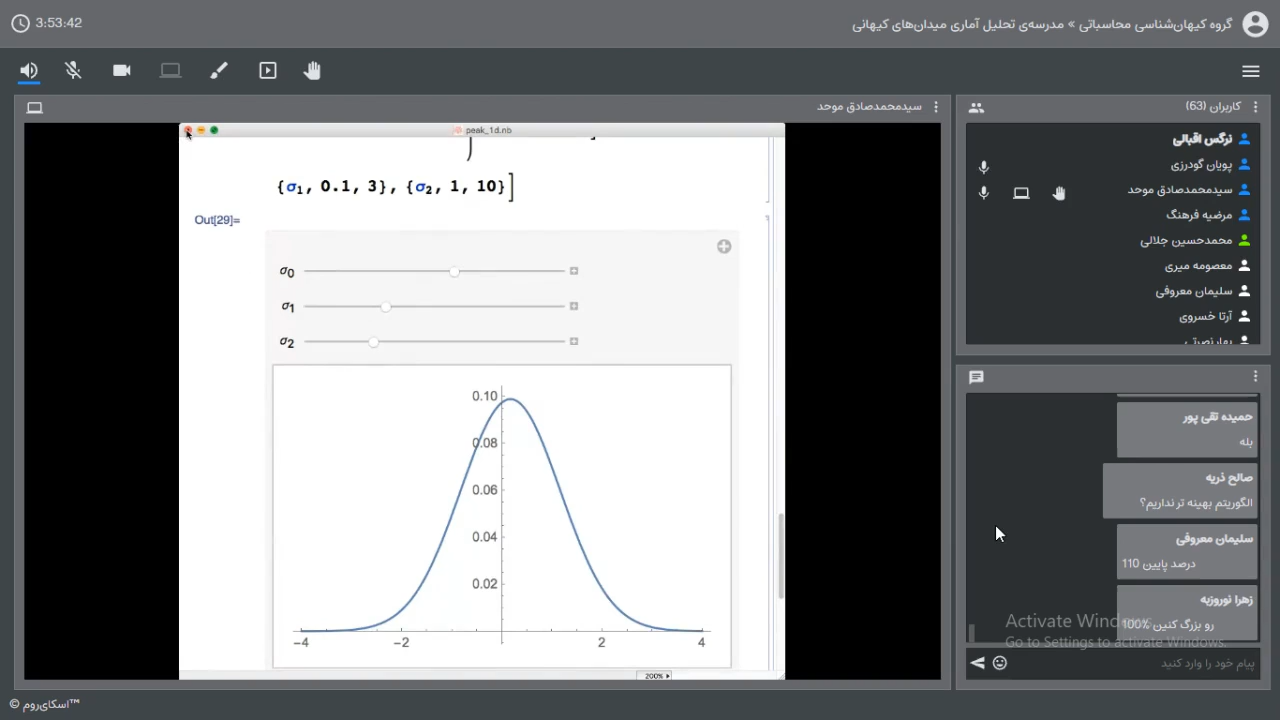 3:53:42
گروه کیهان‌شناسی محاسباتی » مدرسه‌ی تحلیل آماری میدان‌های کیهانی
سیدمحمدصادق موحد
کاربران (63)
peak_1d.nb
{σ1, 0.1, 3}, {σ2, 1, 10}]
Out[29]=
σ0
σ1
σ2
0.10
0.08
0.06
0.04
0.02
-4
-2
0
2
4
200%
نرگس اقبالی
پویان گودرزی
سیدمحمدصادق موحد
مرضیه فرهنگ
محمدحسین جلالی
معصومه میری
سلیمان معروفی
آرتا خسروی
بهار نصرتی
حمیده تقی پور
بله
صالح ذریه
الگوریتم بهینه تر نداریم؟
سلیمان معروفی
درصد پایین 110
زهرا نوروزیه
رو بزرگ کنین 100%
Activate Windows
Go to Settings to activate Windows.
پیام خود را وارد کنید
© اسکای‌روم™